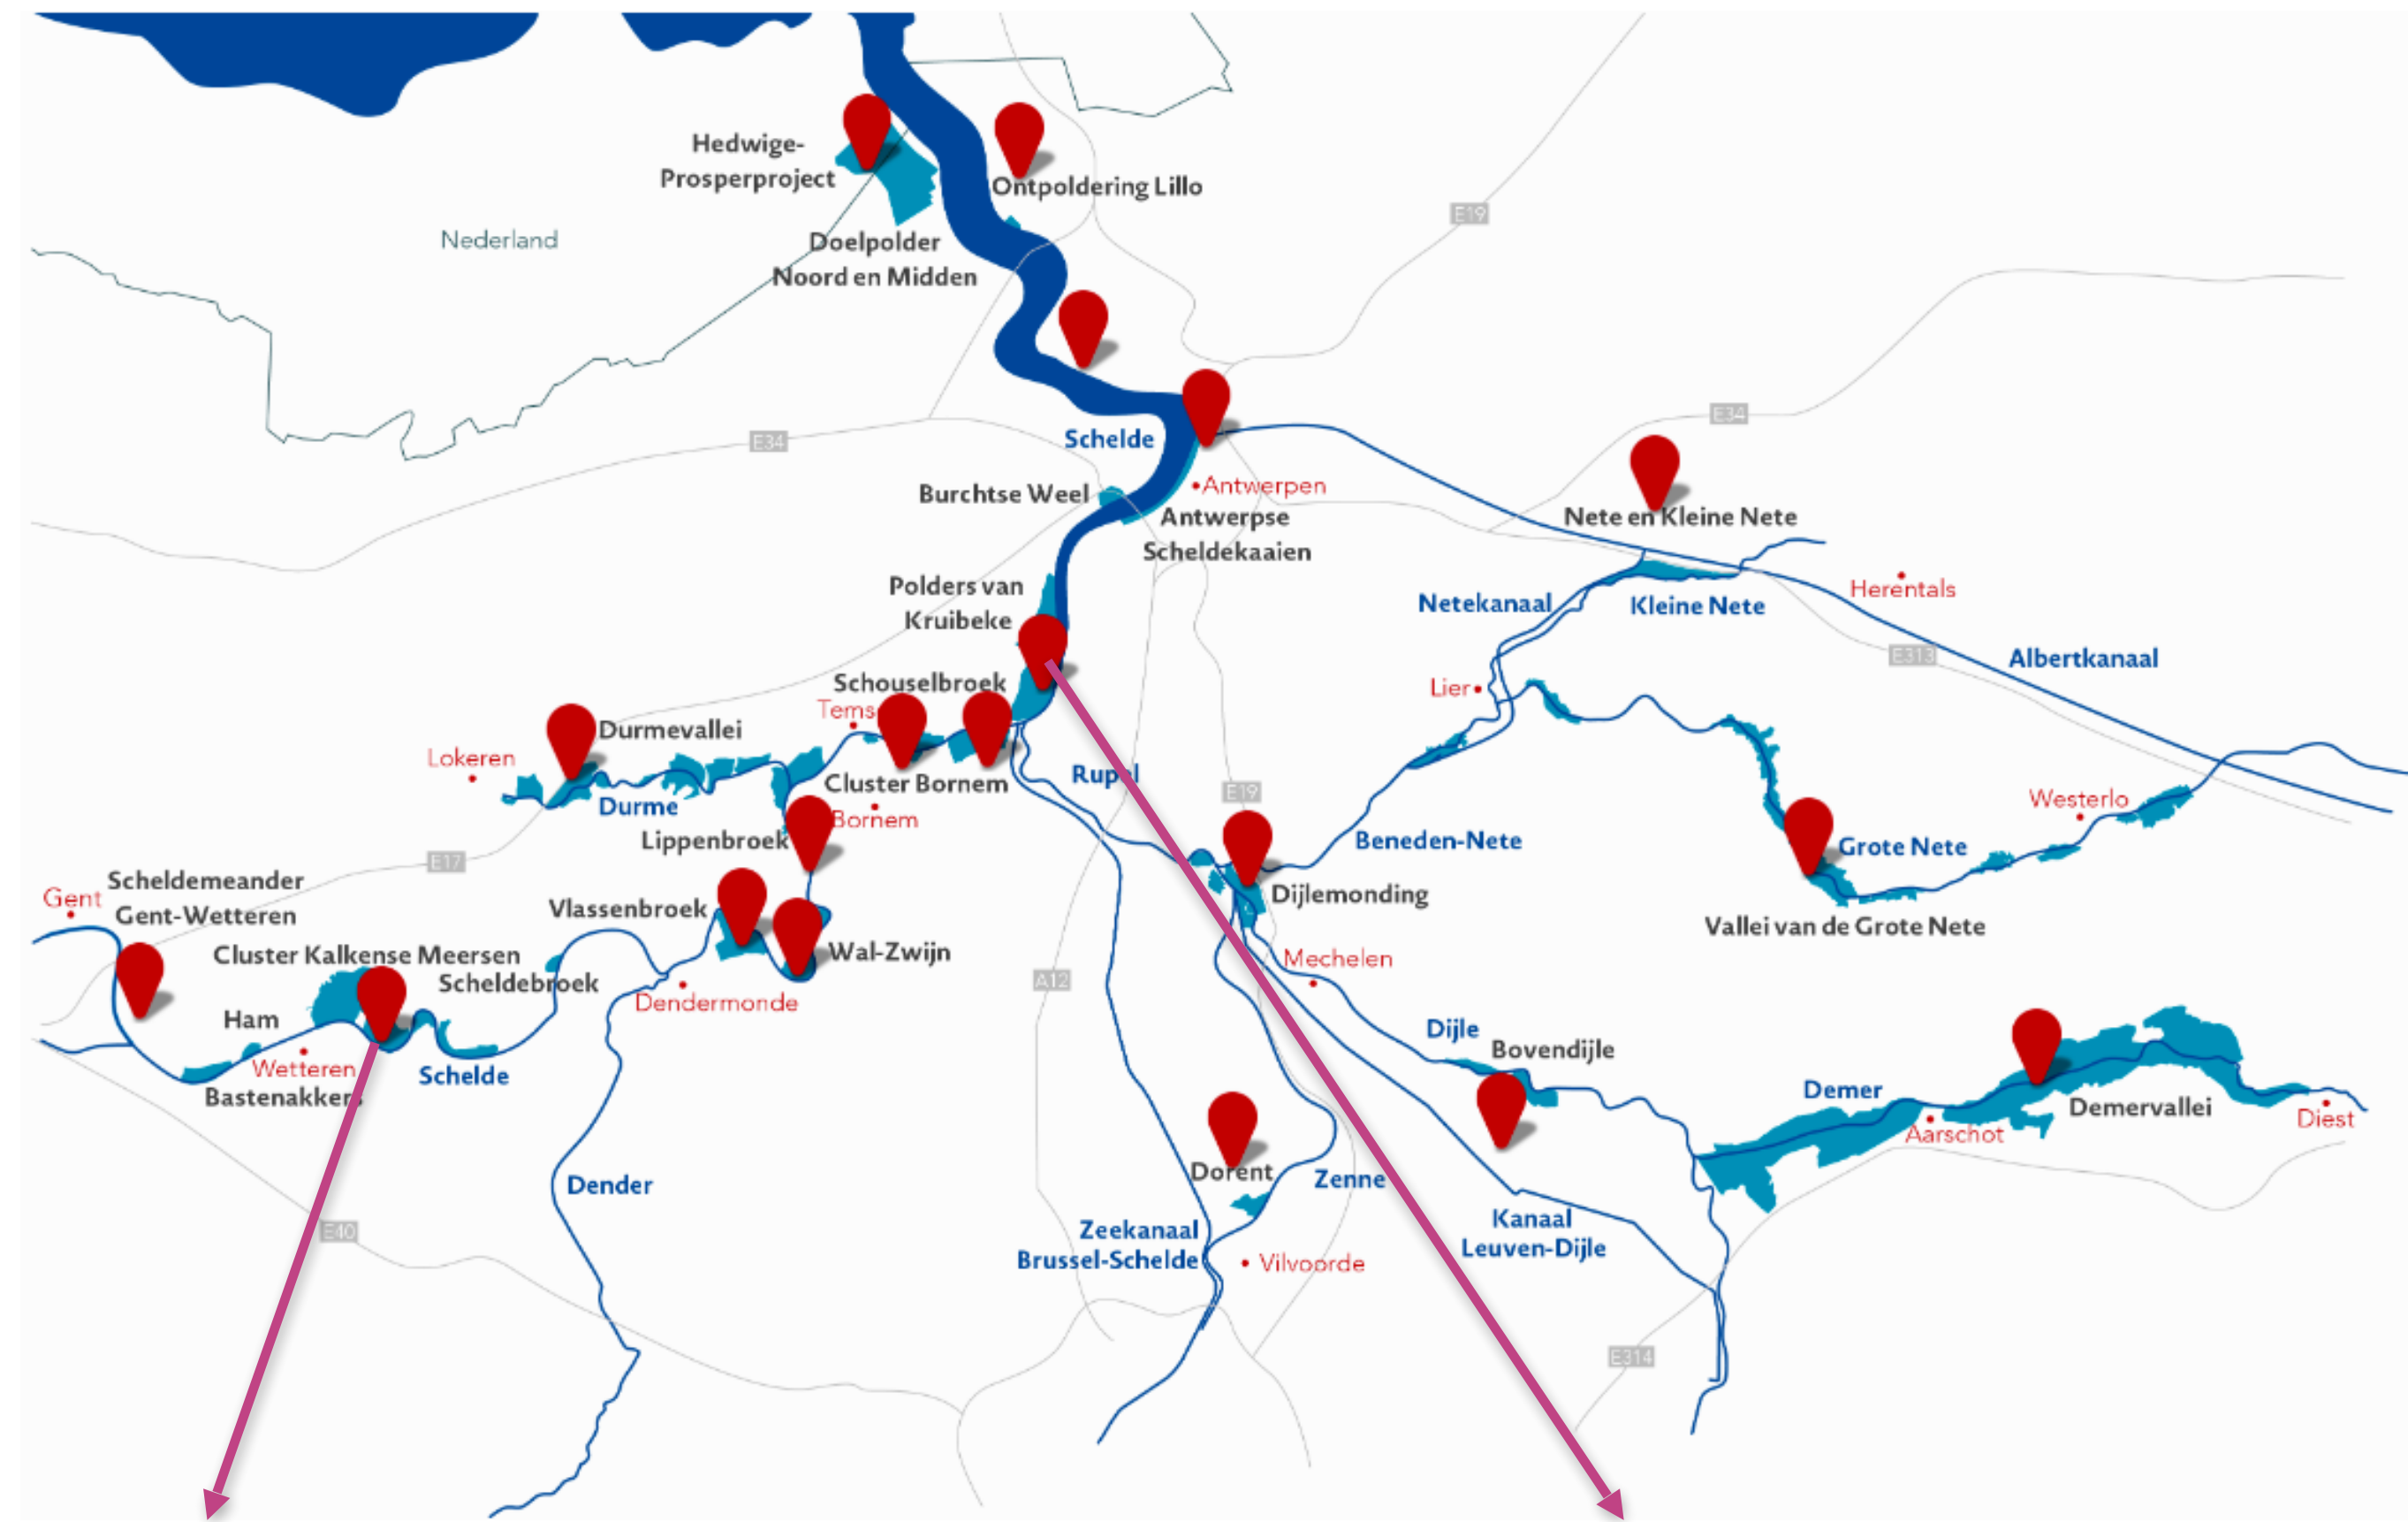 Hedwige-
Prosperproject
Ontpoldering Lillo
Nederland
Doelpolder
Noord en Midden
E19
E34
E34
Schelde
Burchtse Weel
Antwerpen
Antwerpse
Scheldekaaien
Nete en Kleine Nete
Polders van
Kruibeke
Netekanaal
Kleine Nete
Herentals
E313
Albertkanaal
Schouselbroek
Tems
Lier
Durmevallei
Lokeren
Durme
Cluster Bornem
Bornem
Rupel
E19
Lippenbroek
Beneden-Nete
Westerlo
Grote Nete
Vallei van de Grote Nete
E17
Gent
Scheldemeander
Gent-Wetteren
Vlassenbroek
Dijlemonding
Cluster Kalkense Meersen
Scheldebroek
Wal-Zwijn
Mechelen
A12
Dendermonde
Ham
Wetteren
Bastenakkers
Schelde
Dijle
Bovendijle
Demer
Demervallei
Aarschot
Diest
Dender
Dorent
Zenne
E40
Zeekanaal
Brussel-Schelde
Vilvoorde
Kanaal
Leuven-Dijle
E314